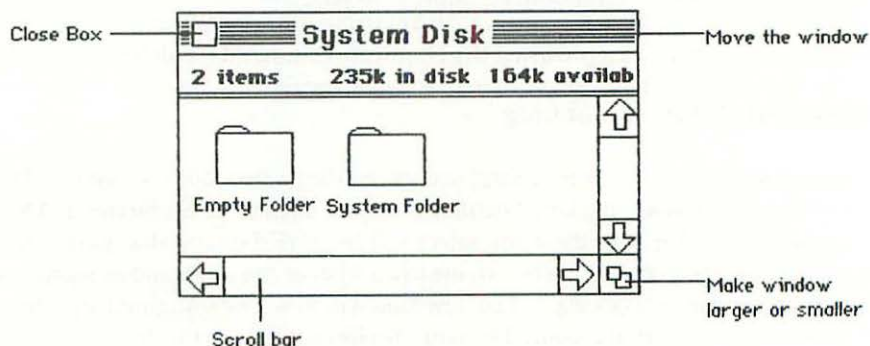 Close Box
System Disk
Move the window
2 items 235k in disk 164k availab
Empty Folder System Folder
Make window
larger or smaller
Scroll bar